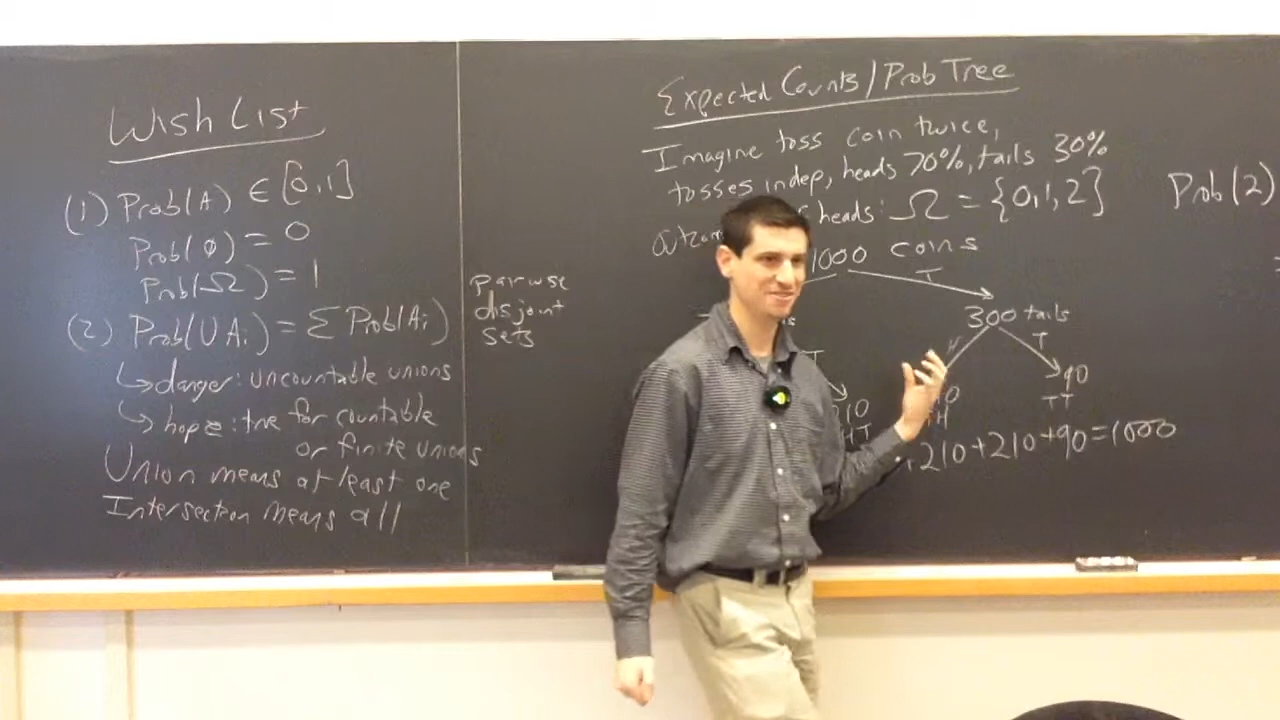 Wish List
(1) Prob(A) ∈ [0,1]
Prob(∅) = 0
Prob(Ω) = 1
(2) Prob(∪Ai) = Σ Prob(Ai)
pairwise
disjoint
sets
↳ danger: uncountable unions
↳ hope: true for countable
or finite unions
Union means at least one
Intersection means all
Expected Counts/Prob Tree
Imagine toss coin twice,
tosses indep, heads 70%, tails 30%
heads: Ω = {0,1,2}
1000 coins
T
300 tails
H T
T
210
HT
90
TT
210+210+90=1000
Prob(2)